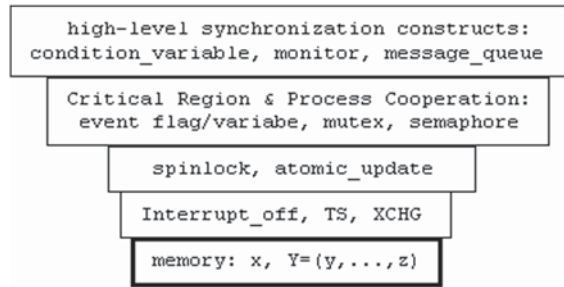 high-level synchronization constructs:
condition_variable, monitor, message_queue
Critical Region & Process Cooperation:
event flag/variabe, mutex, semaphore
spinlock, atomic_update
Interrupt_off, TS, XCHG
memory: x, Y=(y,...,z)